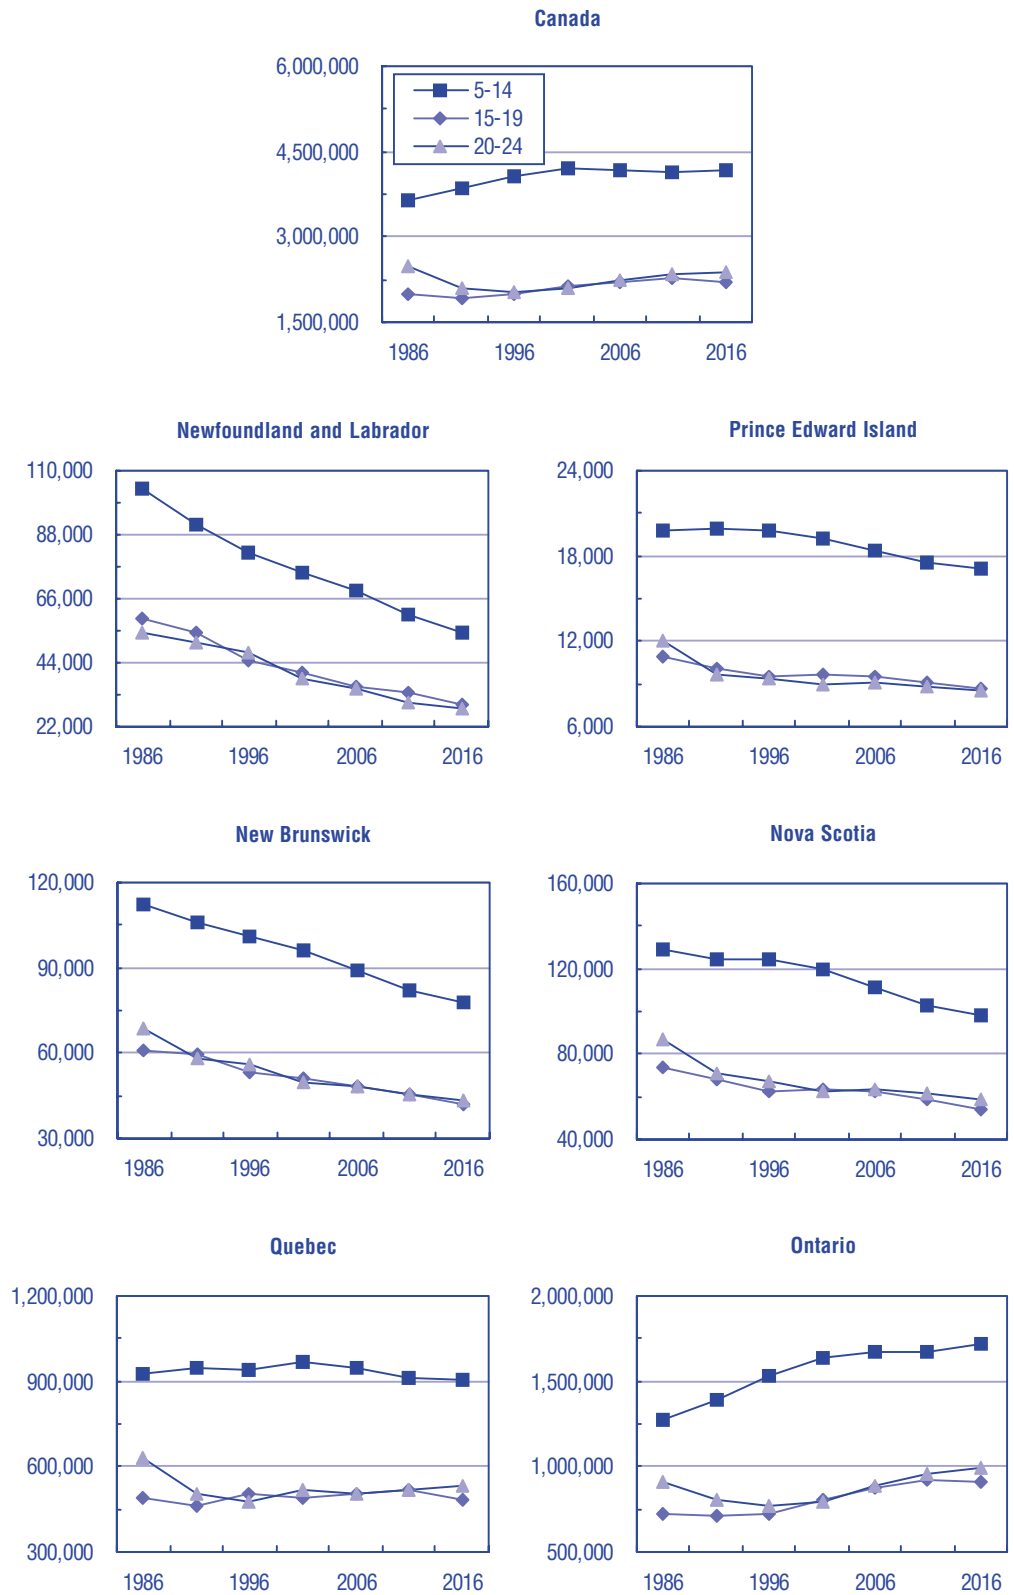 Canada
6,000,000
4,500,000
3,000,000
1,500,000
5-14
15-19
20-24
1986 1996 2006 2016
Newfoundland and Labrador
110,000
88,000
66,000
44,000
22,000
1986 1996 2006 2016
Prince Edward Island
24,000
18,000
12,000
6,000
1986 1996 2006 2016
New Brunswick
120,000
90,000
60,000
30,000
1986 1996 2006 2016
Nova Scotia
160,000
120,000
80,000
40,000
1986 1996 2006 2016
Quebec
1,200,000
900,000
600,000
300,000
1986 1996 2006 2016
Ontario
2,000,000
1,500,000
1,000,000
500,000
1986 1996 2006 2016